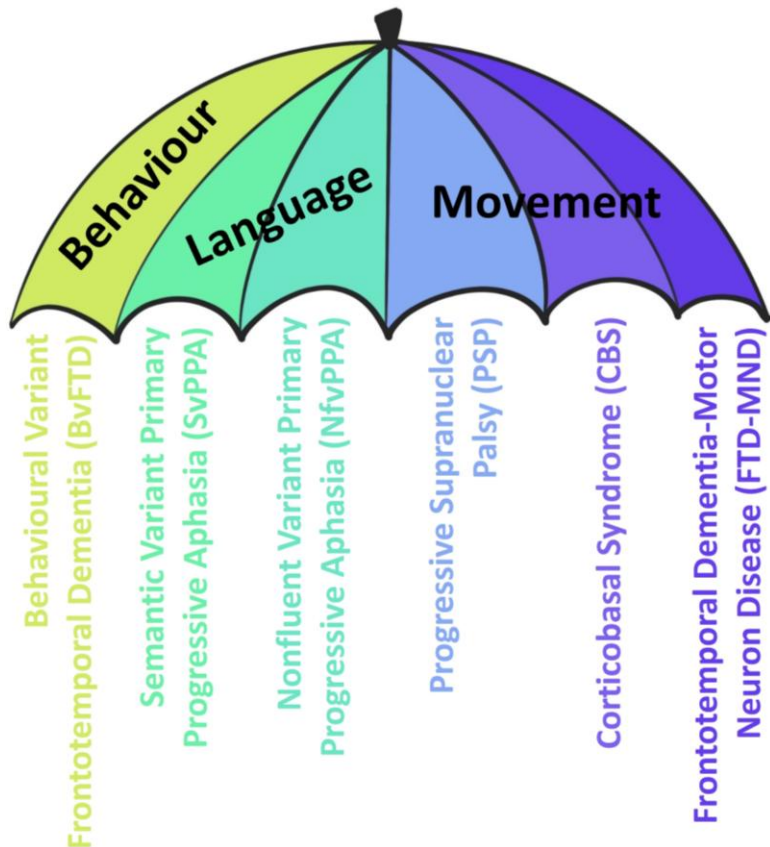 Behaviour
Language
Movement
Behavioural Variant
Frontotemporal Dementia (BvFTD)
Semantic Variant Primary
Progressive Aphasia (SvPPA)
Nonfluent Variant Primary
Progressive Aphasia (NfvPPA)
Progressive Supranuclear
Palsy (PSP)
Corticobasal Syndrome (CBS)
Frontotemporal Dementia-Motor
Neuron Disease (FTD-MND)